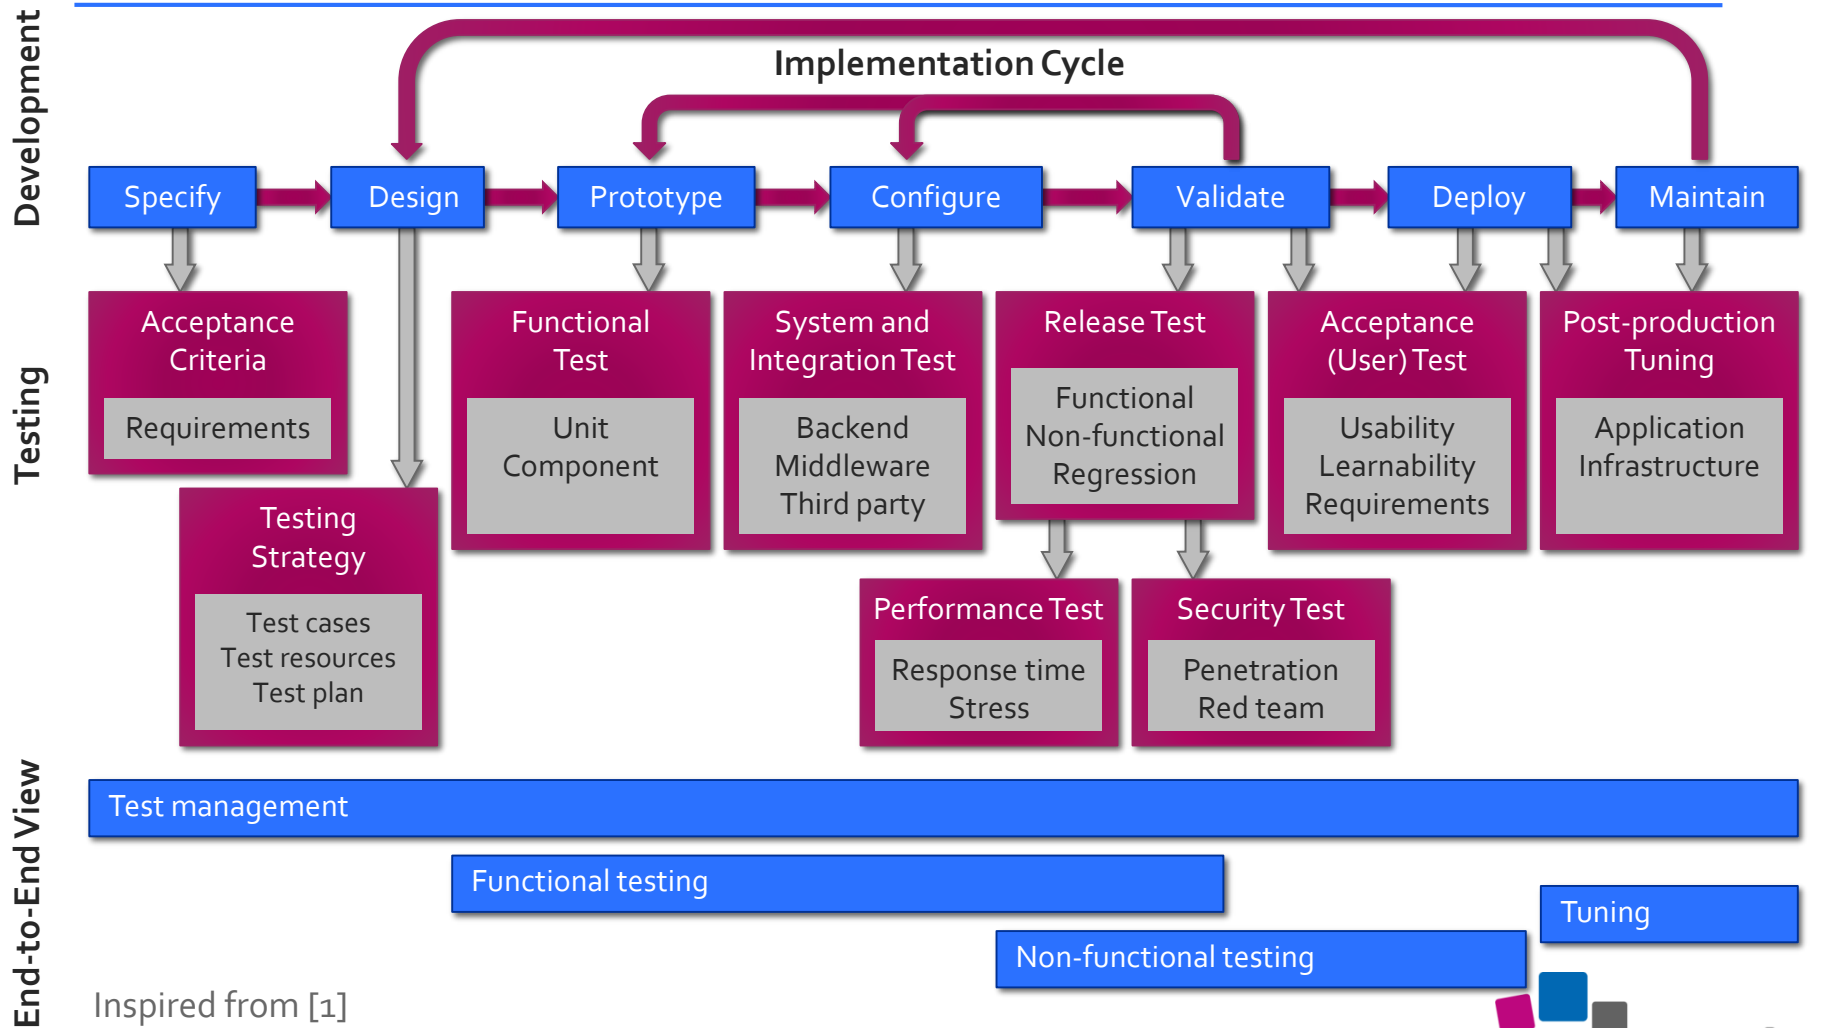 Development
Implementation Cycle
Specify
Design
Prototype
Configure
Validate
Deploy
Maintain
Testing
Acceptance
Criteria
Requirements
Testing
Strategy
Test cases
Test resources
Test plan
Functional
Test
Unit
Component
System and
Integration Test
Backend
Middleware
Third party
Release Test
Functional
Non-functional
Regression
Performance Test
Response time
Stress
Security Test
Penetration
Red team
Acceptance
(User) Test
Usability
Learnability
Requirements
Post-production
Tuning
Application
Infrastructure
End-to-End View
Test management
Functional testing
Tuning
Non-functional testing
Inspired from [1]